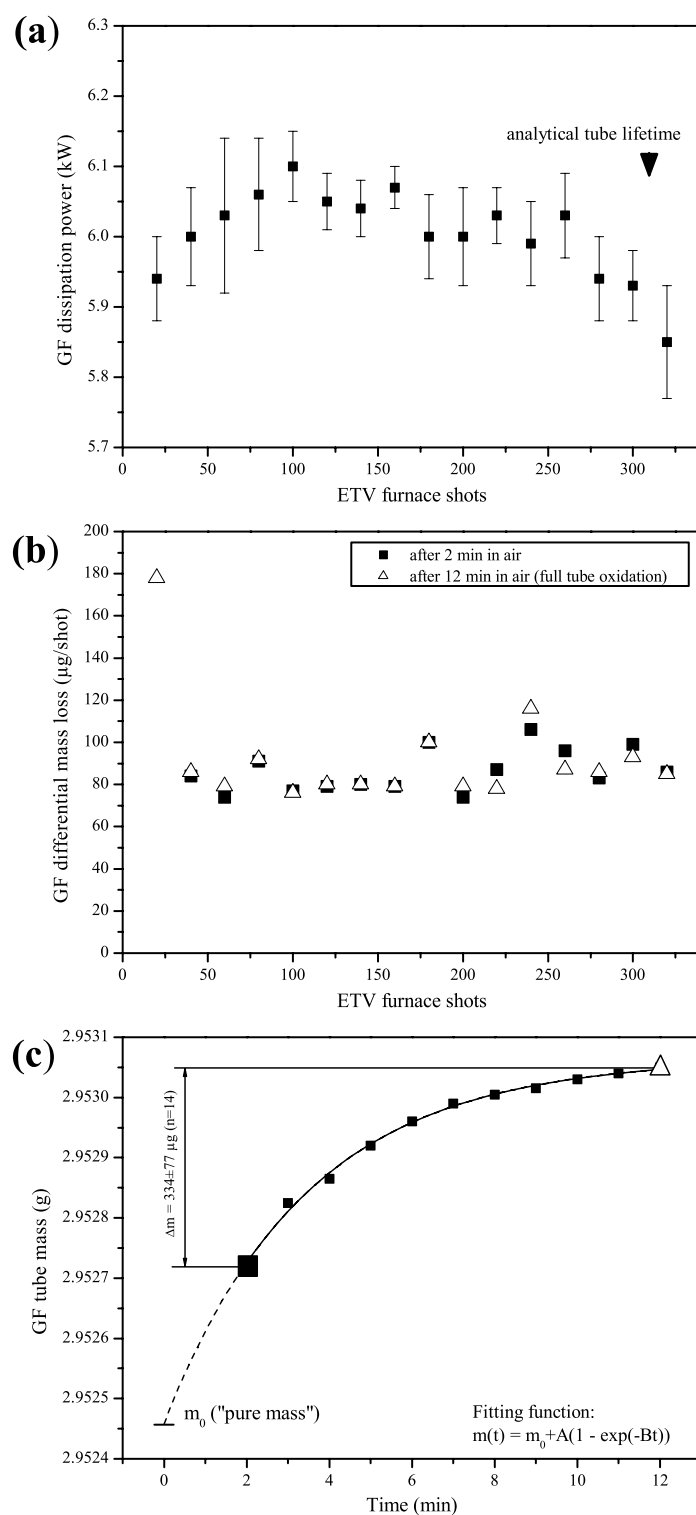 (a)
6.3
6.2
6.1
6.0
5.9
5.8
5.7
GF dissipation power (kW)
analytical tube lifetime
0 50 100 150 200 250 300
ETV furnace shots
(b)
200
180
160
140
120
100
80
60
40
20
0
GF differential mass loss (µg/shot)
after 2 min in air
after 12 min in air (full tube oxidation)
0 50 100 150 200 250 300
ETV furnace shots
(c)
2.9531
2.9530
2.9529
2.9528
2.9527
2.9526
2.9525
2.9524
GF tube mass (g)
Δm = 334±77 µg (n=14)
m₀ ("pure mass")
Fitting function:
m(t) = m₀+A(1 - exp(-Bt))
0 2 4 6 8 10 12
Time (min)